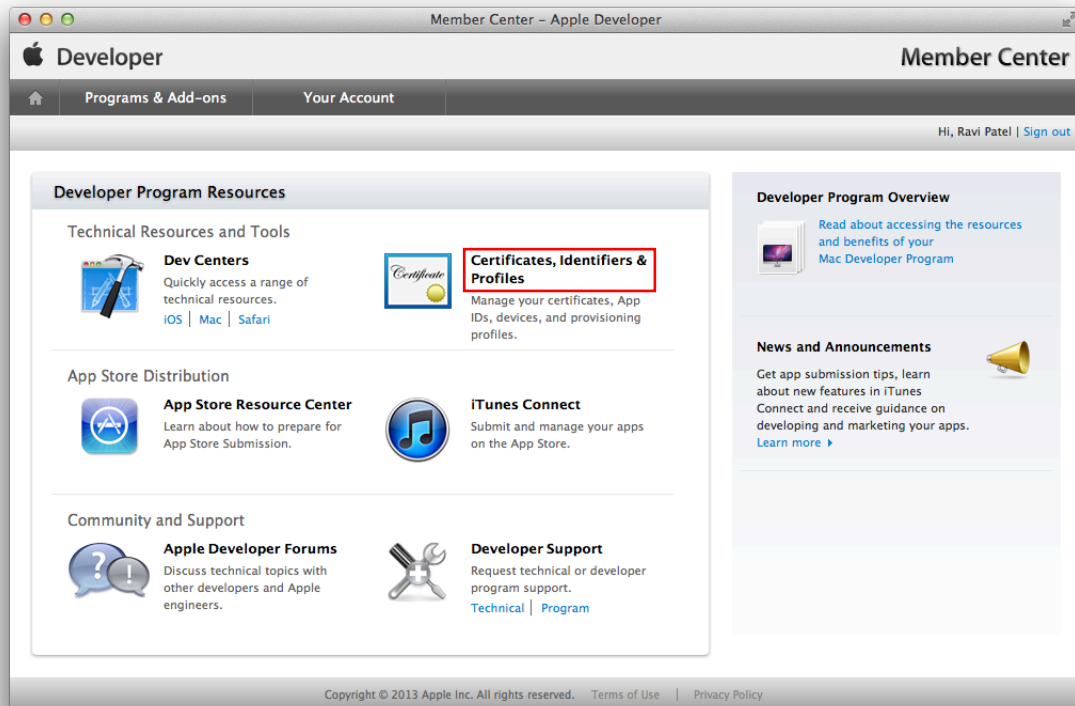 Member Center – Apple Developer
Developer
Member Center
Programs & Add-ons
Your Account
Hi, Ravi Patel | Sign out
Developer Program Resources
Technical Resources and Tools
Dev Centers
Quickly access a range of
technical resources.
iOS | Mac | Safari
Certificate
Certificates, Identifiers &
Profiles
Manage your certificates, App
IDs, devices, and provisioning
profiles.
App Store Distribution
App Store Resource Center
Learn about how to prepare for
App Store Submission.
iTunes Connect
Submit and manage your apps
on the App Store.
Community and Support
Apple Developer Forums
Discuss technical topics with
other developers and Apple
engineers.
Developer Support
Request technical or developer
program support.
Technical | Program
Developer Program Overview
Read about accessing the resources
and benefits of your
Mac Developer Program
News and Announcements
Get app submission tips, learn
about new features in iTunes
Connect and receive guidance on
developing and marketing your apps.
Learn more
Copyright © 2013 Apple Inc. All rights reserved. Terms of Use | Privacy Policy